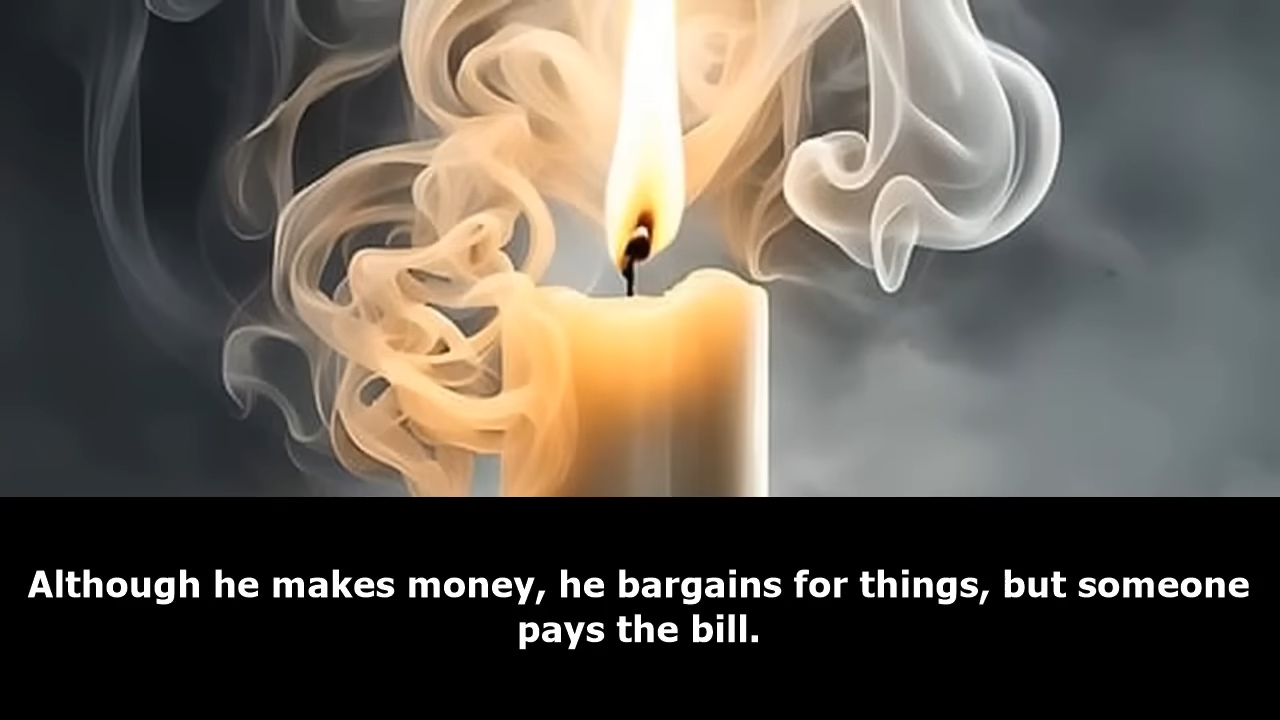 Although he makes money, he bargains for things, but someone
pays the bill.